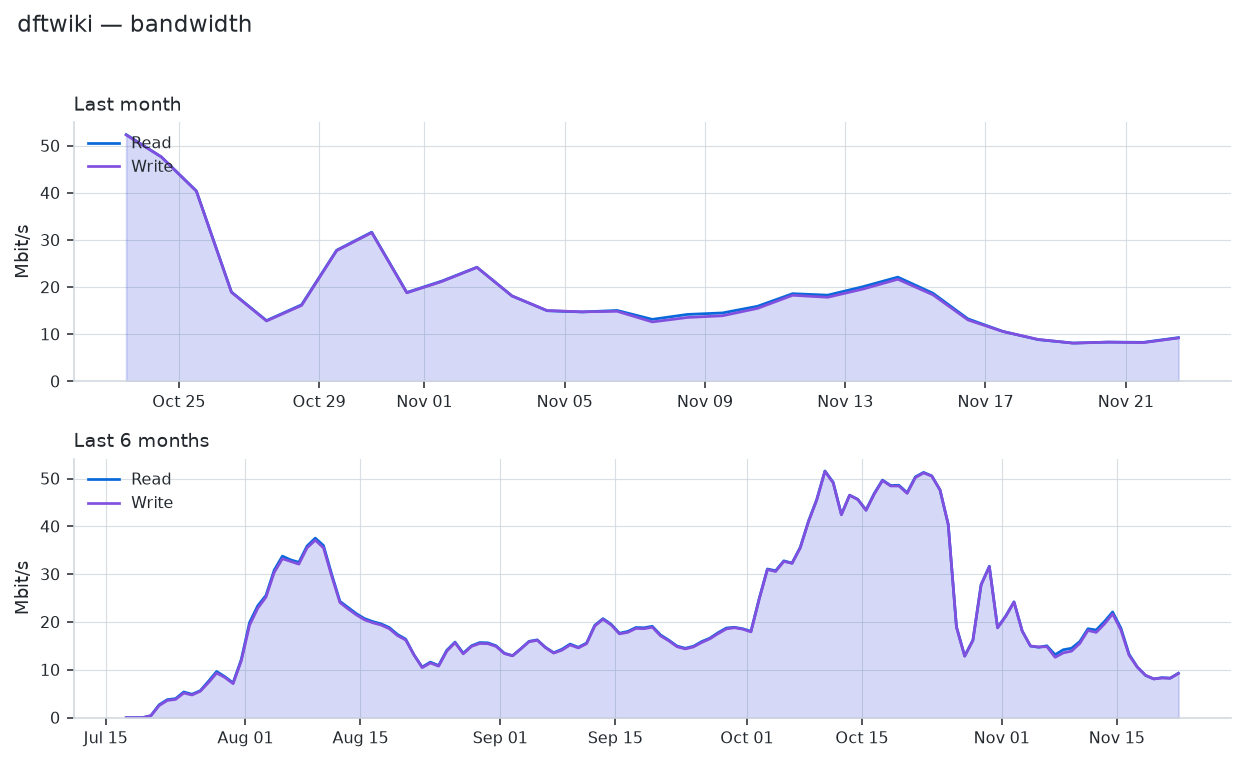 dftwiki — bandwidth
Last month
Read
Write
Mbit/s
50
40
30
20
10
0
Oct 25 Oct 29 Nov 01 Nov 05 Nov 09 Nov 13 Nov 17 Nov 21
Last 6 months
Read
Write
Mbit/s
50
40
30
20
10
0
Jul 15 Aug 01 Aug 15 Sep 01 Sep 15 Oct 01 Oct 15 Nov 01 Nov 15